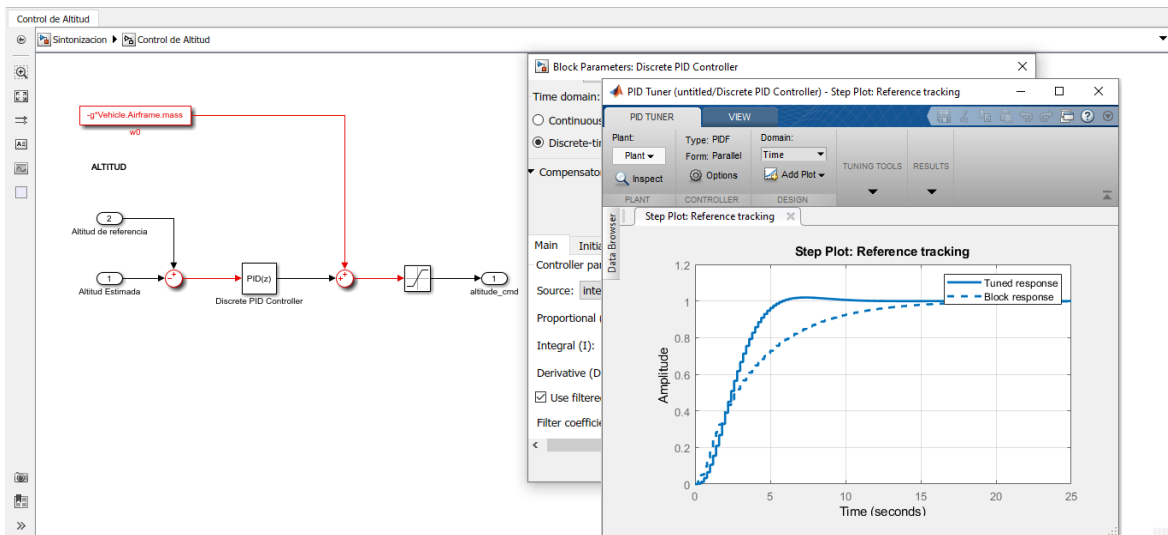 Control de Altitud
Sintonizacion
Control de Altitud
-g*Vehicle.Airframe.mass
w0
ALTITUD
2
Altitud de referencia
1
Altitud Estimada
PID(z)
Discrete PID Controller
1
altitude_cmd
Block Parameters: Discrete PID Controller
Time domain:
Continuous
Discrete-ti
Compensato
Main
Initia
Controller par
Source:
inte
Proportional (
Integral (I):
Derivative (D
Use filtere
Filter coefficie
PID Tuner (untitled/Discrete PID Controller) - Step Plot: Reference tracking
PID TUNER
VIEW
Plant:
Plant
Inspect
PLANT
Type: PIDF
Form: Parallel
Options
CONTROLLER
Domain:
Time
Add Plot
DESIGN
TUNING TOOLS
RESULTS
Data Browser
Step Plot: Reference tracking
Step Plot: Reference tracking
Tuned response
Block response
Amplitude
1.2
1
0.8
0.6
0.4
0.2
0
0
5
10
15
20
25
Time (seconds)